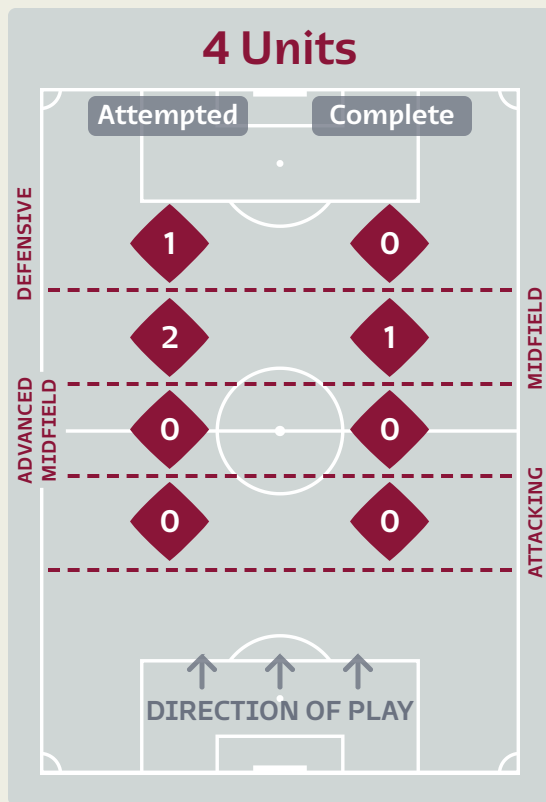 4 Units
Attempted Complete
DEFENSIVE
1 0
MIDFIELD
2 1
ADVANCED
MIDFIELD
0 0
ATTACKING
0 0
DIRECTION OF PLAY